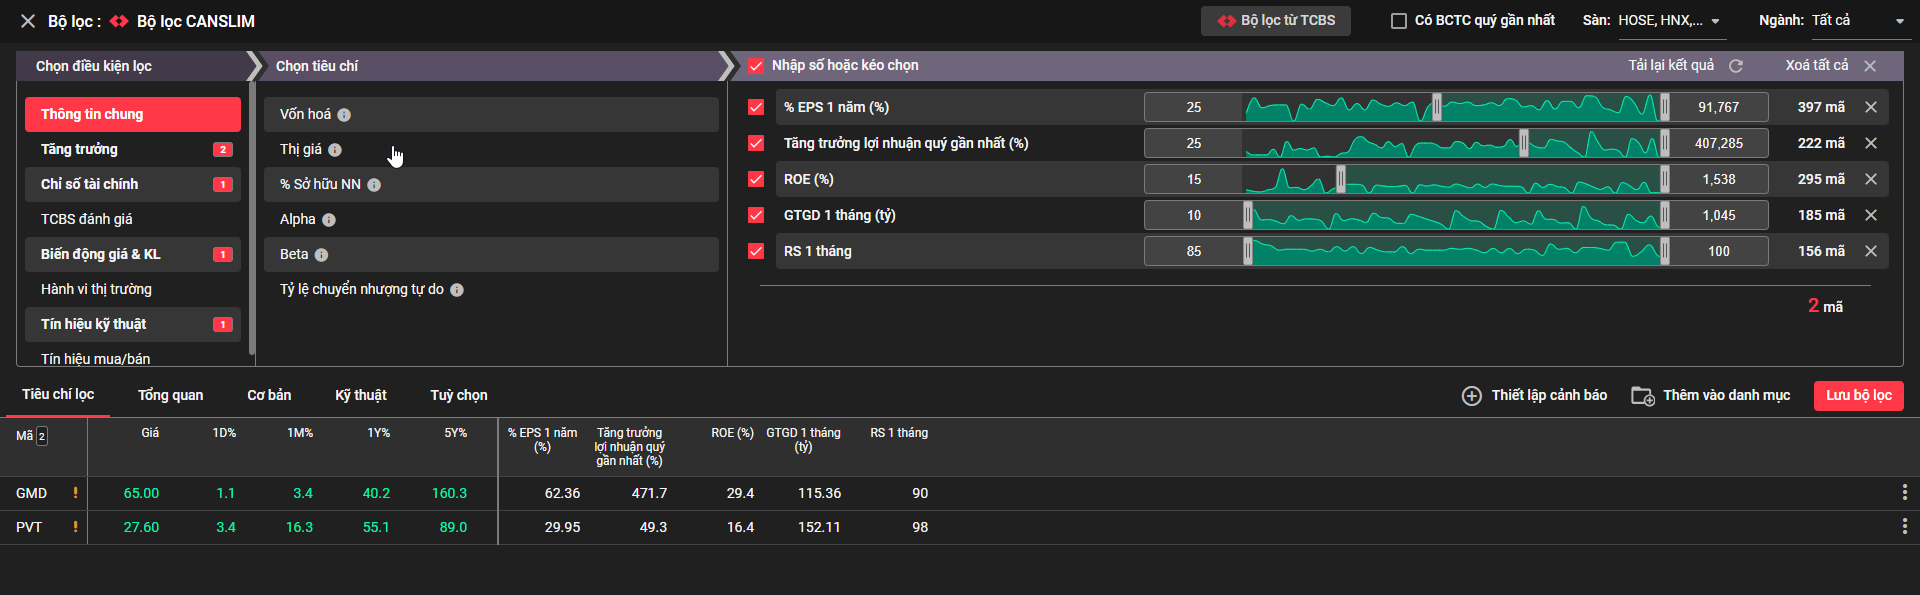 Bộ lọc : Bộ lọc CANSLIM
Bộ lọc từ TCBS
Có BCTC quý gần nhất
Sàn: HOSE, HNX,...
Ngành: Tất cả
Chọn điều kiện lọc
Chọn tiêu chí
Nhập số hoặc kéo chọn
Tải lại kết quả
Xoá tất cả
Thông tin chung
Tăng trưởng 2
Chỉ số tài chính 1
TCBS đánh giá
Biến động giá & KL 1
Hành vi thị trường
Tín hiệu kỹ thuật 1
Tín hiệu mua/bán
Vốn hoá
Thị giá
% Sở hữu NN
Alpha
Beta
Tỷ lệ chuyển nhượng tự do
% EPS 1 năm (%) 25 91,767 397 mã
Tăng trưởng lợi nhuận quý gần nhất (%) 25 407,285 222 mã
ROE (%) 15 1,538 295 mã
GTGD 1 tháng (tỷ) 10 1,045 185 mã
RS 1 tháng 85 100 156 mã
2 mã
Tiêu chí lọc
Tổng quan
Cơ bản
Kỹ thuật
Tuỳ chọn
Thiết lập cảnh báo
Thêm vào danh mục
Lưu bộ lọc
Mã 2
Giá
1D%
1M%
1Y%
5Y%
% EPS 1 năm
(%)
Tăng trưởng
lợi nhuận quý
gần nhất (%)
ROE (%)
GTGD 1 tháng
(tỷ)
RS 1 tháng
GMD ! 65.00 1.1 3.4 40.2 160.3 62.36 471.7 29.4 115.36 90
PVT ! 27.60 3.4 16.3 55.1 89.0 29.95 49.3 16.4 152.11 98